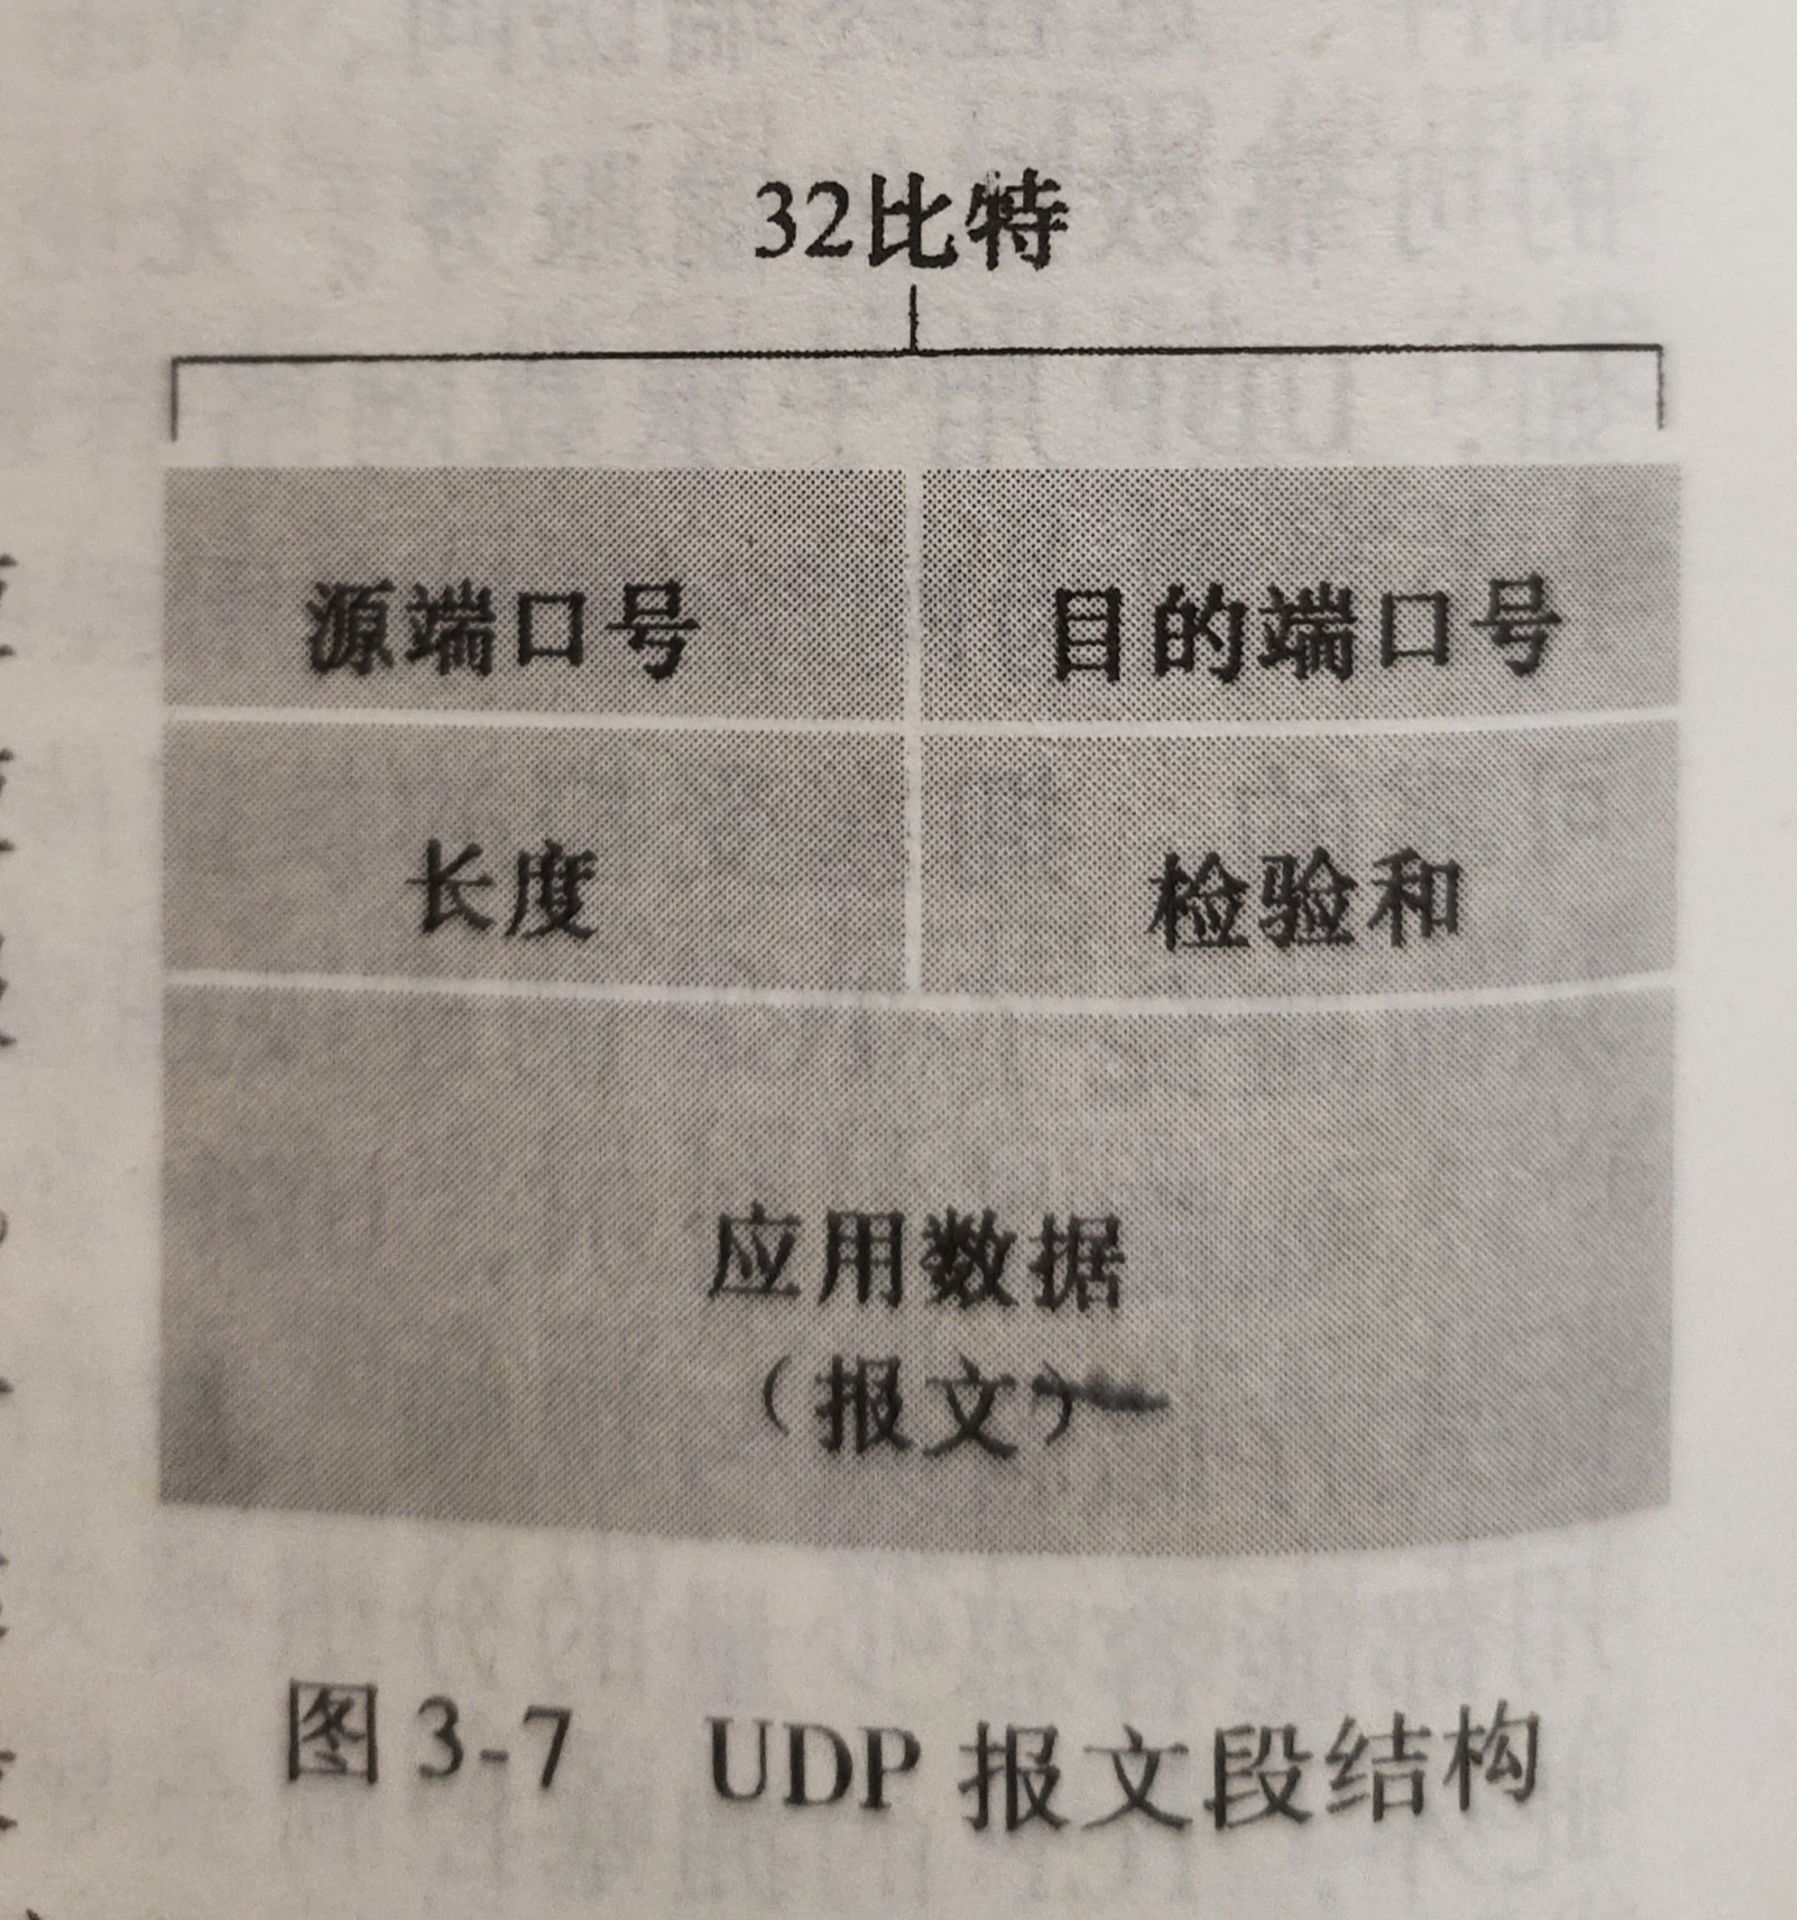 32比特
源端口号 目的端口号
长度 检验和
应用数据
（报文）
图 3-7 UDP 报文段结构